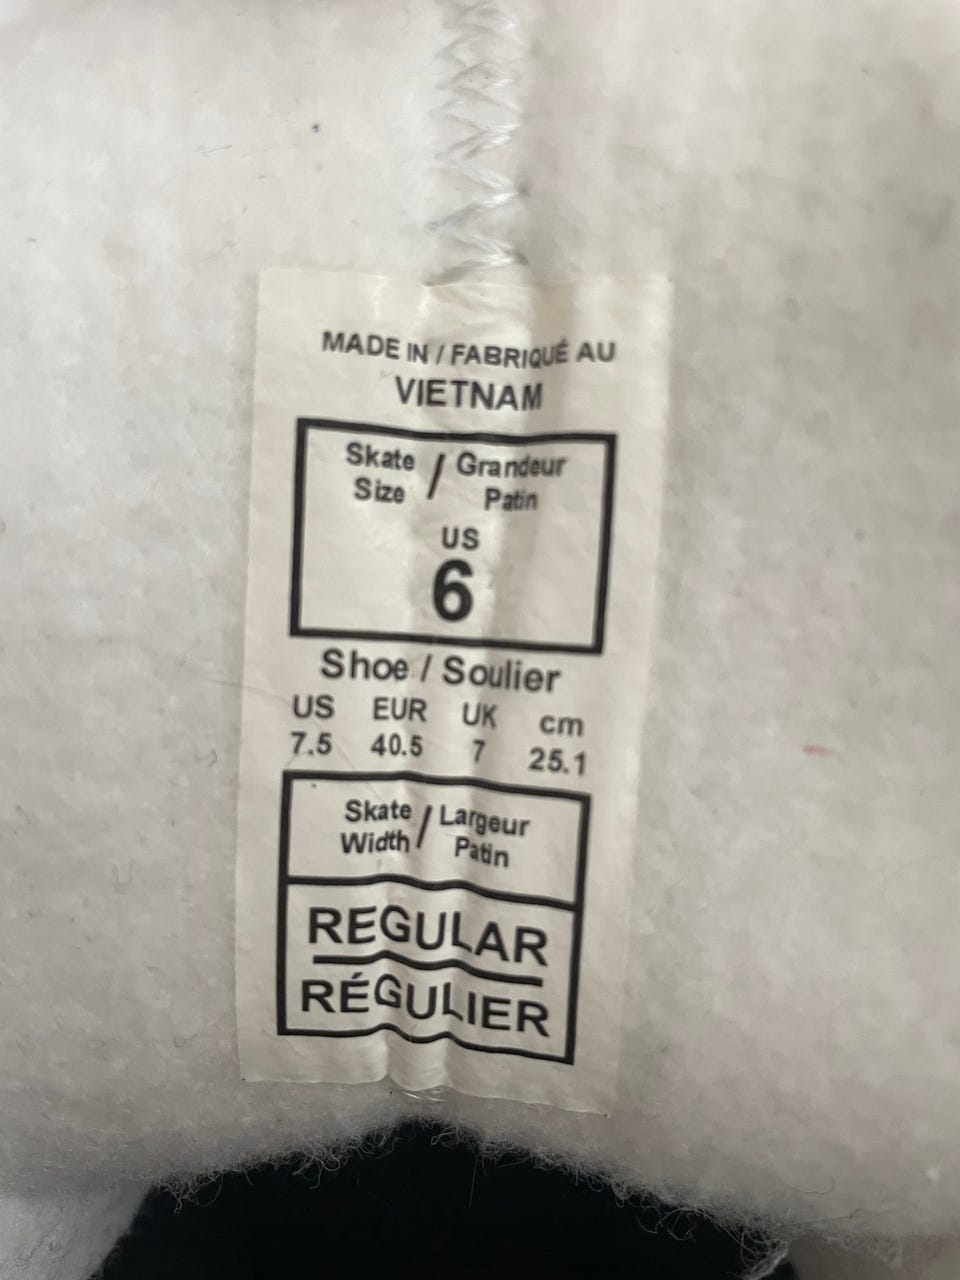 MADE IN / FABRIQUÉ AU
VIETNAM
Skate Size / Grandeur Patin
US
6
Shoe / Soulier
US EUR UK cm
7.5 40.5 7 25.1
Skate Width / Largeur Patin
REGULAR
RÉGULIER